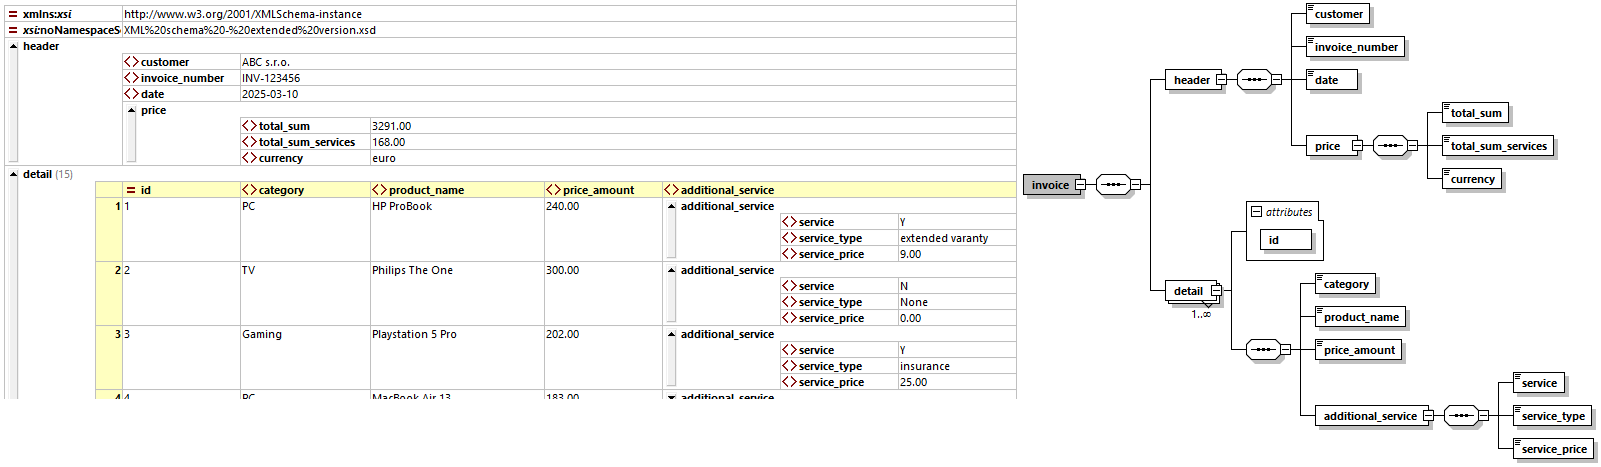 xmlns:xsi http://www.w3.org/2001/XMLSchema-instance
xsi:noNamespaceS XML%20schema%20-%20extended%20version.xsd
header
customer ABC s.r.o.
invoice_number INV-123456
date 2025-03-10
price
total_sum 3291.00
total_sum_services 168.00
currency euro
detail (15)
id category product_name price_amount additional_service
1 1 PC HP ProBook 240.00 additional_service
service Y
service_type extended varanty
service_price 9.00
2 2 TV Philips The One 300.00 additional_service
service N
service_type None
service_price 0.00
3 3 Gaming Playstation 5 Pro 202.00 additional_service
service Y
service_type insurance
service_price 25.00
4 4 PC MacBook Air 13 183.00 additional_service
customer
invoice_number
header
date
total_sum
price
total_sum_services
currency
invoice
attributes
id
detail
1..∞
category
product_name
price_amount
service
additional_service
service_type
service_price